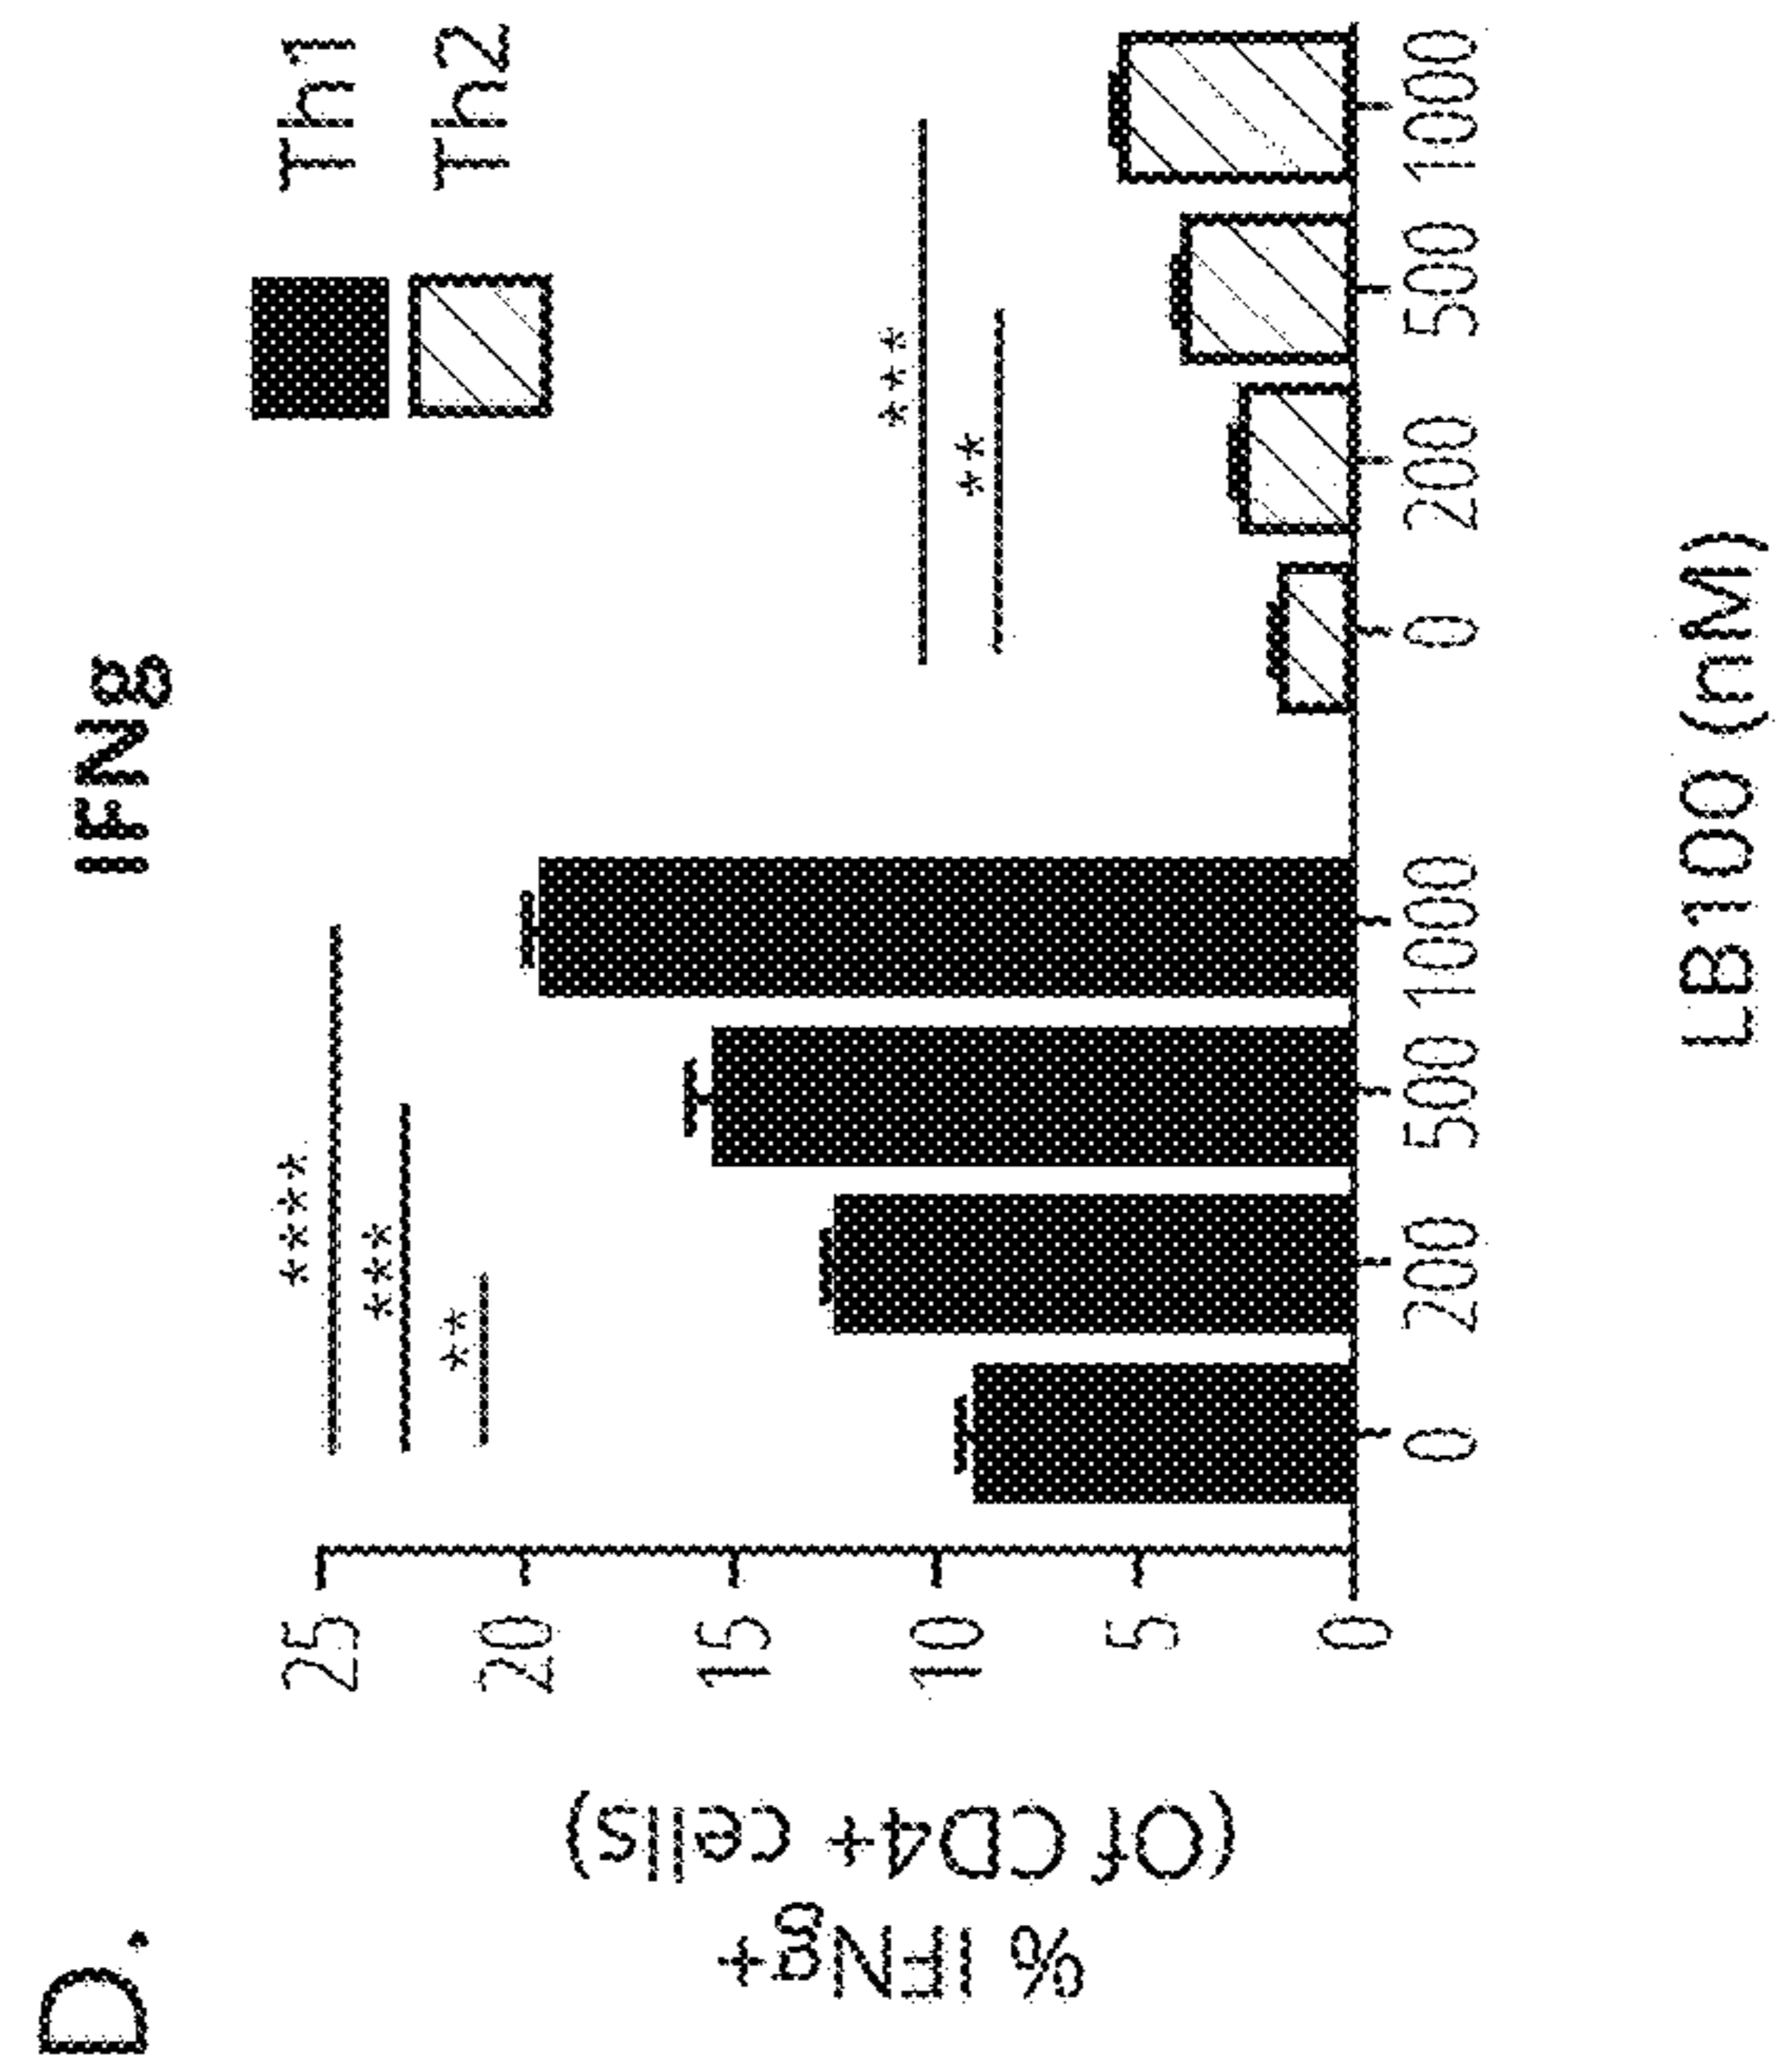 D.
IFNg
Th1
Th2
% IFNg+
(Of CD4+ cells)
25
20
15
10
5
0
****
***
**
***
**
0 200 500 1000 0 200 500 1000
LB100 (nM)